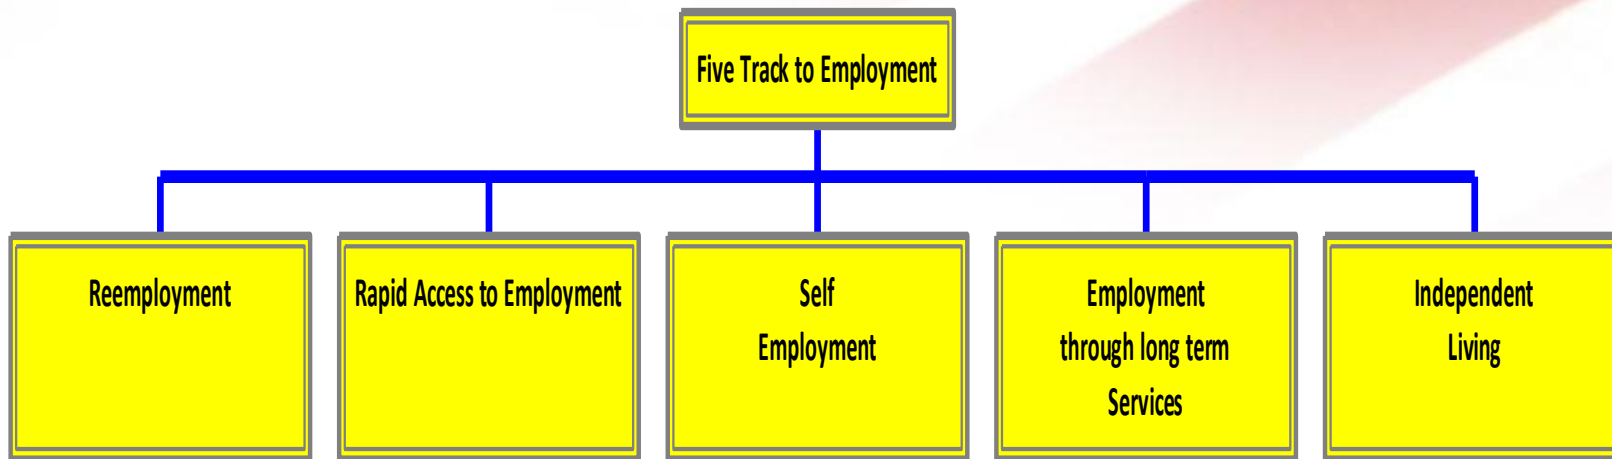 Five Track to Employment
Reemployment
Rapid Access to Employment
Self
Employment
Employment
through long term
Services
Independent
Living